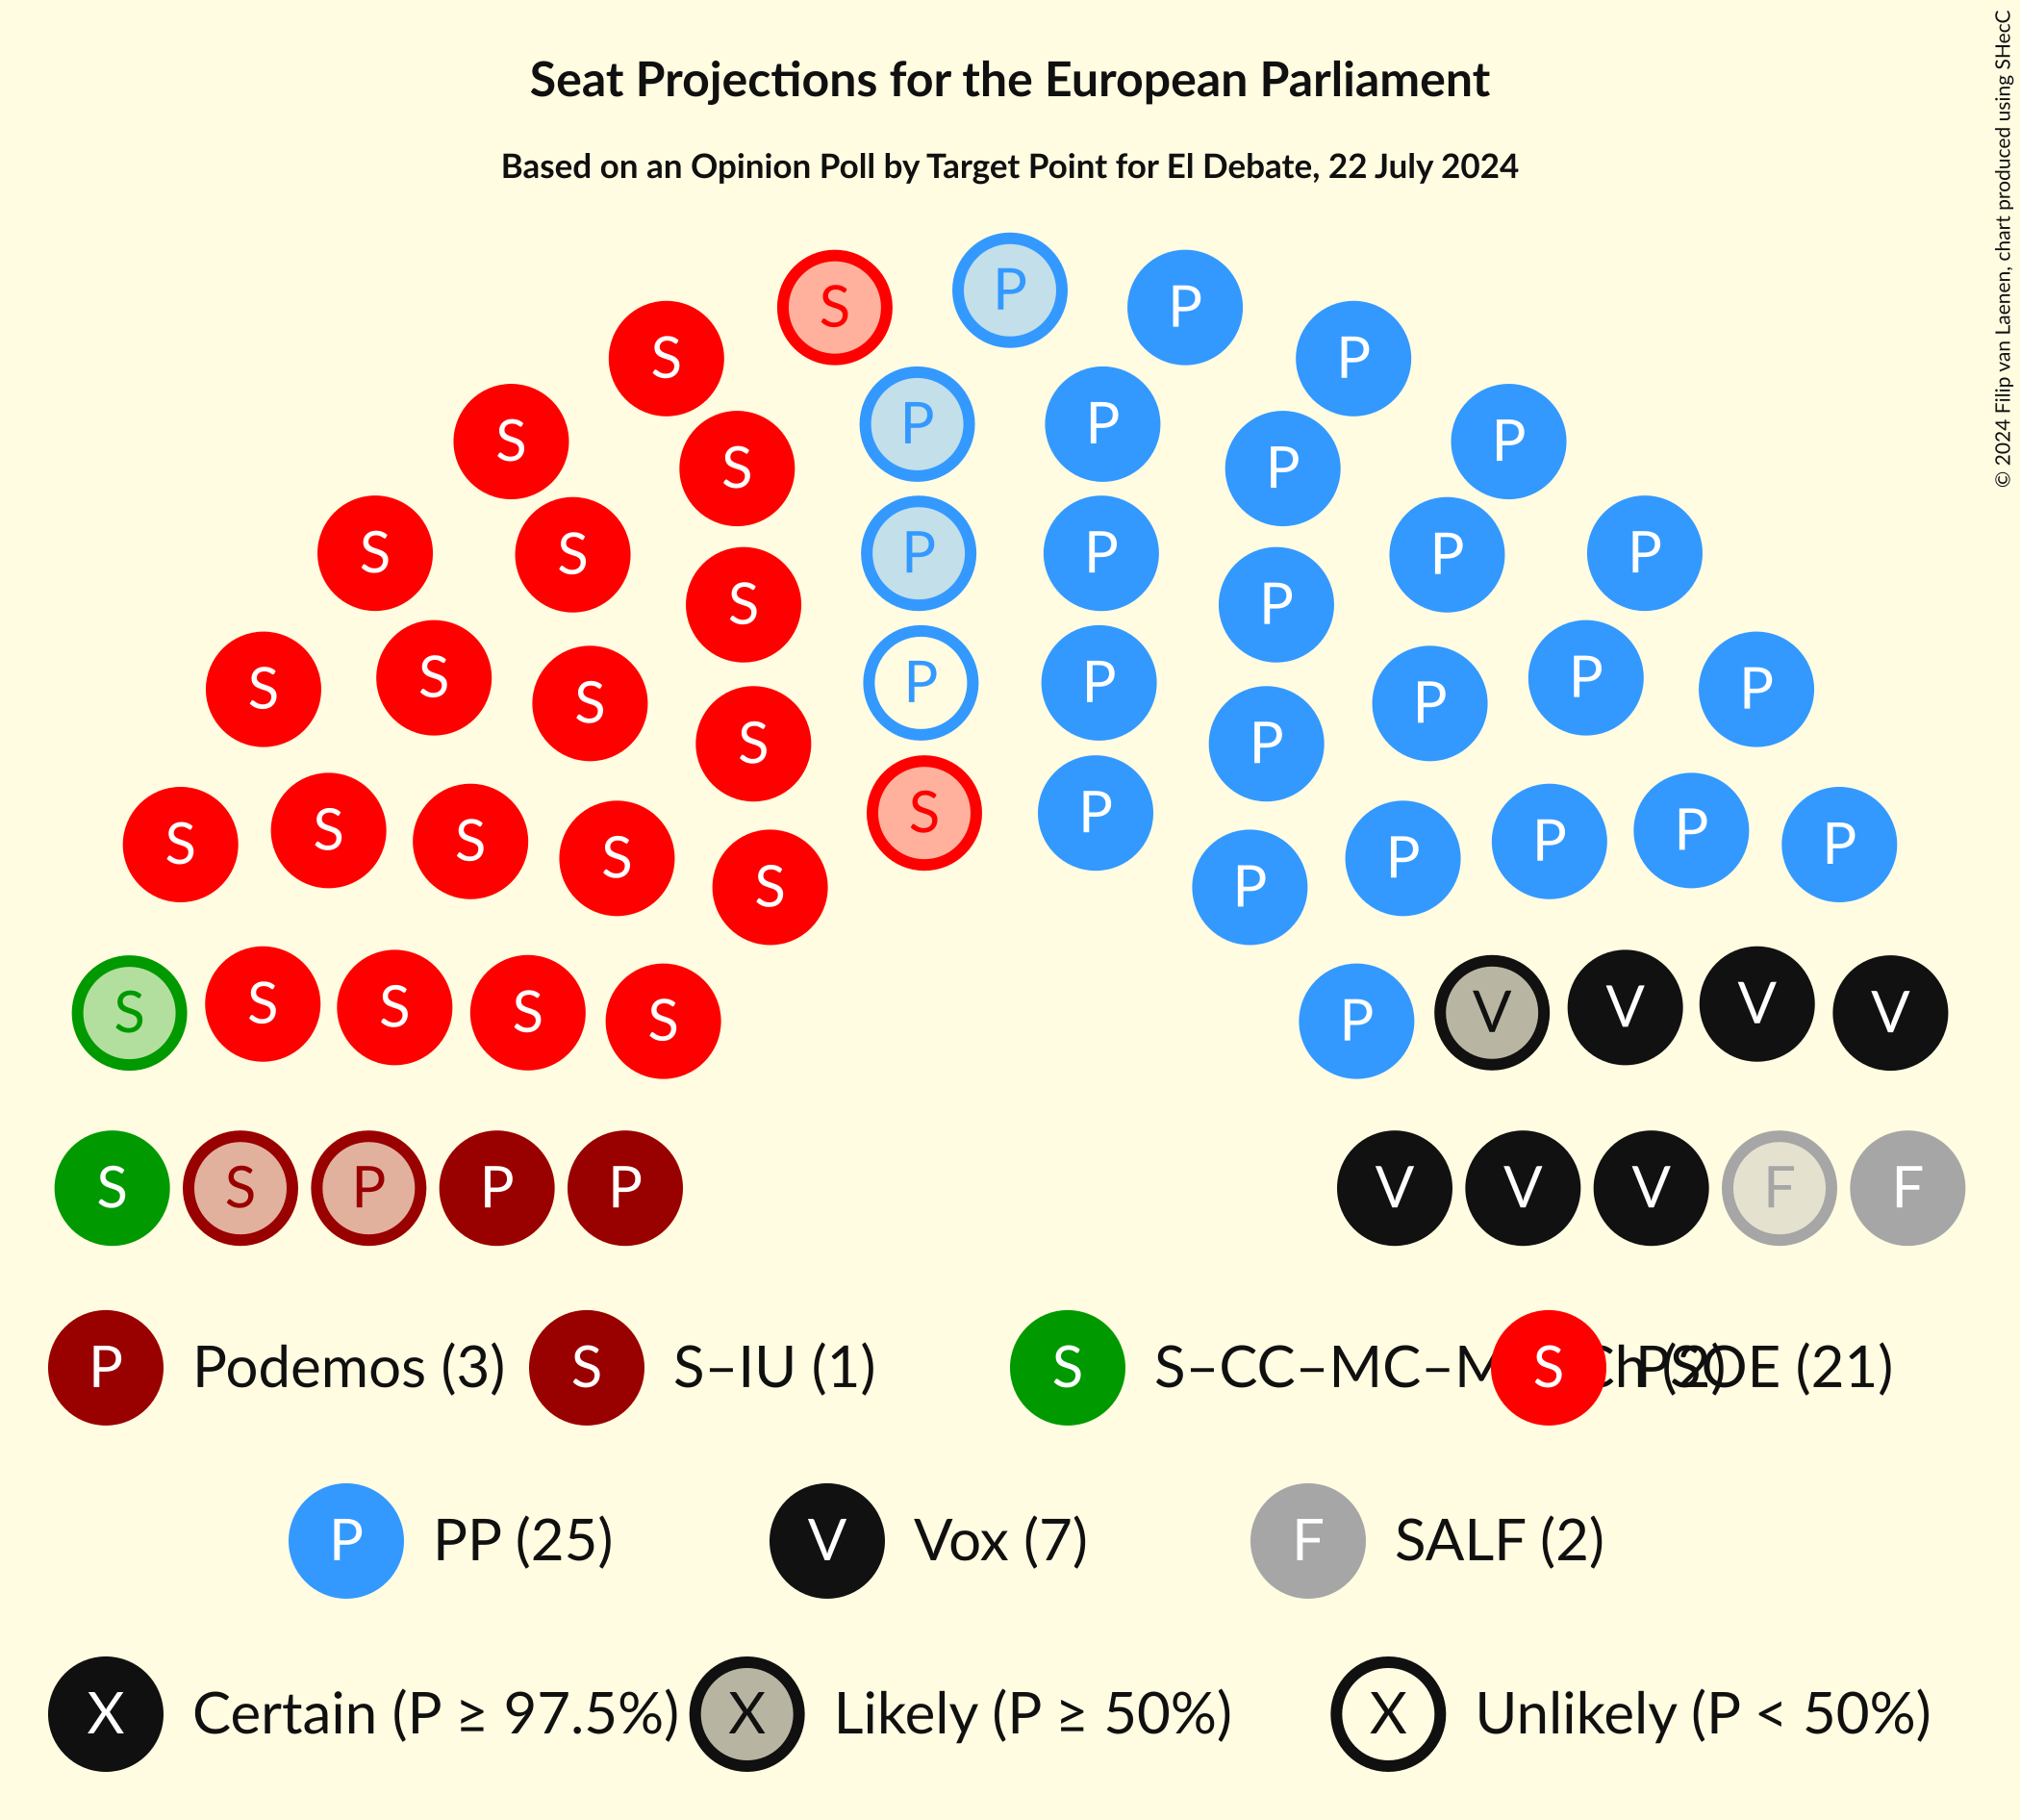 Seat Projections for the European Parliament
Based on an Opinion Poll by Target Point for El Debate, 22 July 2024
© 2024 Filip van Laenen, chart produced using SHecC
P
S P
S P
S P P P
S S P
S P P
S S P P
S S P
S P P
S S P P
S S P P
S P
S P
S S P P
S S P P
S P
S P
S S S S V V V
S P V
S S P P P V V V F F
P Podemos (3) S S–IU (1) S S–CC–MC–M S PSOE (21)
P PP (25) V Vox (7) F SALF (2)
X Certain (P ≥ 97.5%) X Likely (P ≥ 50%) X Unlikely (P < 50%)